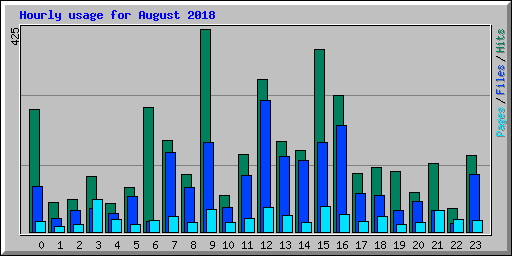 Hourly usage for August 2018
425
Pages/Files/Hits
0 1 2 3 4 5 6 7 8 9 10 11 12 13 14 15 16 17 18 19 20 21 22 23